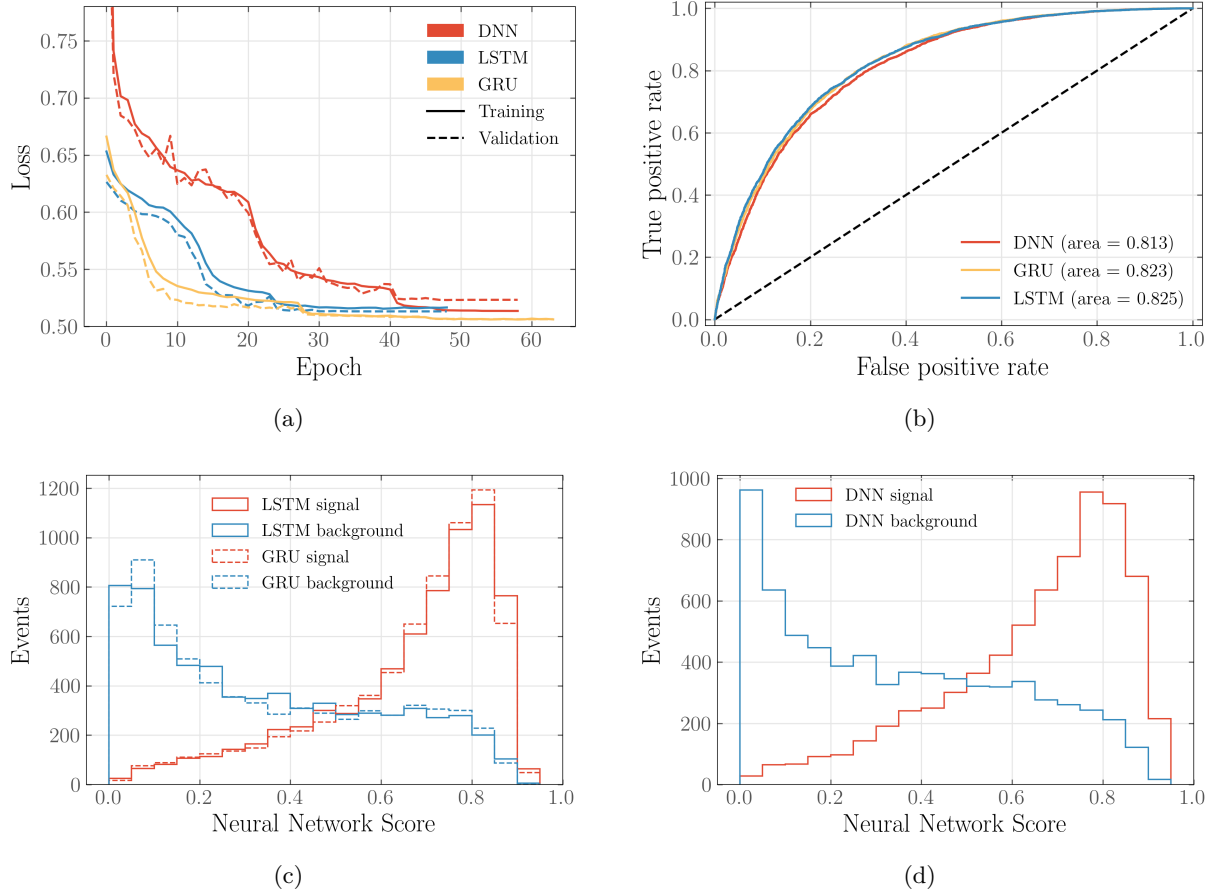 DNN
LSTM
GRU
Training
Validation
Loss
0.75
0.70
0.65
0.60
0.55
0.50
0 10 20 30 40 50 60
Epoch
(a)
True positive rate
1.0
0.8
0.6
0.4
0.2
0.0
DNN (area = 0.813)
GRU (area = 0.823)
LSTM (area = 0.825)
0.0 0.2 0.4 0.6 0.8 1.0
False positive rate
(b)
Events
1200
1000
800
600
400
200
0
LSTM signal
LSTM background
GRU signal
GRU background
0.0 0.2 0.4 0.6 0.8 1.0
Neural Network Score
(c)
Events
1000
800
600
400
200
0
DNN signal
DNN background
0.0 0.2 0.4 0.6 0.8 1.0
Neural Network Score
(d)